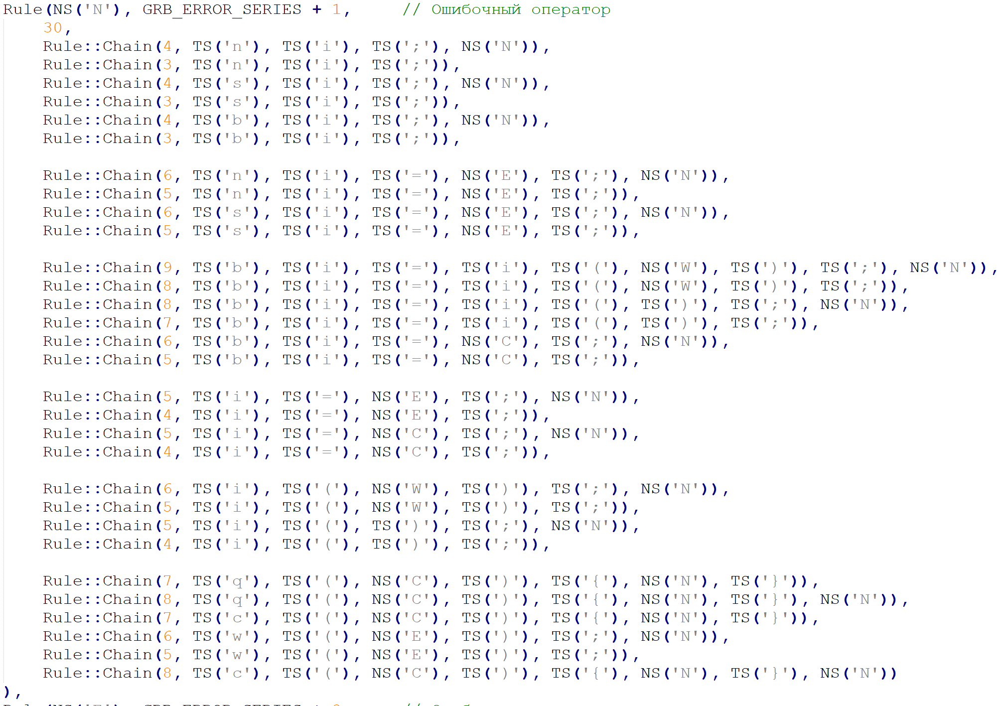 Rule(NS('N'), GRB_ERROR_SERIES + 1,     // Ошибочный оператор
    30,
    Rule::Chain(4, TS('n'), TS('i'), TS(';'), NS('N')),
    Rule::Chain(3, TS('n'), TS('i'), TS(';')),
    Rule::Chain(4, TS('s'), TS('i'), TS(';'), NS('N')),
    Rule::Chain(3, TS('s'), TS('i'), TS(';')),
    Rule::Chain(4, TS('b'), TS('i'), TS(';'), NS('N')),
    Rule::Chain(3, TS('b'), TS('i'), TS(';')),
    Rule::Chain(6, TS('n'), TS('i'), TS('='), NS('E'), TS(';'), NS('N')),
    Rule::Chain(5, TS('n'), TS('i'), TS('='), NS('E'), TS(';')),
    Rule::Chain(6, TS('s'), TS('i'), TS('='), NS('E'), TS(';'), NS('N')),
    Rule::Chain(5, TS('s'), TS('i'), TS('='), NS('E'), TS(';')),
    Rule::Chain(9, TS('b'), TS('i'), TS('='), TS('i'), TS('('), NS('W'), TS(')'), TS(';'), NS('N')),
    Rule::Chain(8, TS('b'), TS('i'), TS('='), TS('i'), TS('('), NS('W'), TS(')'), TS(';')),
    Rule::Chain(8, TS('b'), TS('i'), TS('='), TS('i'), TS('('), TS(')'), TS(';'), NS('N')),
    Rule::Chain(7, TS('b'), TS('i'), TS('='), TS('i'), TS('('), TS(')'), TS(';')),
    Rule::Chain(6, TS('b'), TS('i'), TS('='), NS('C'), TS(';'), NS('N')),
    Rule::Chain(5, TS('b'), TS('i'), TS('='), NS('C'), TS(';')),
    Rule::Chain(5, TS('i'), TS('='), NS('E'), TS(';'), NS('N')),
    Rule::Chain(4, TS('i'), TS('='), NS('E'), TS(';')),
    Rule::Chain(5, TS('i'), TS('='), NS('C'), TS(';'), NS('N')),
    Rule::Chain(4, TS('i'), TS('='), NS('C'), TS(';')),
    Rule::Chain(6, TS('i'), TS('('), NS('W'), TS(')'), TS(';'), NS('N')),
    Rule::Chain(5, TS('i'), TS('('), NS('W'), TS(')'), TS(';')),
    Rule::Chain(5, TS('i'), TS('('), TS(')'), TS(';'), NS('N')),
    Rule::Chain(4, TS('i'), TS('('), TS(')'), TS(';')),
    Rule::Chain(7, TS('q'), TS('('), NS('C'), TS(')'), TS('{'), NS('N'), TS('}')),
    Rule::Chain(8, TS('q'), TS('('), NS('C'), TS(')'), TS('{'), NS('N'), TS('}'), NS('N')),
    Rule::Chain(7, TS('c'), TS('('), NS('C'), TS(')'), TS('{'), NS('N'), TS('}')),
    Rule::Chain(6, TS('w'), TS('('), NS('E'), TS(')'), TS(';'), NS('N')),
    Rule::Chain(5, TS('w'), TS('('), NS('E'), TS(')'), TS(';')),
    Rule::Chain(8, TS('c'), TS('('), NS('C'), TS(')'), TS('{'), NS('N'), TS('}'), NS('N'))
),